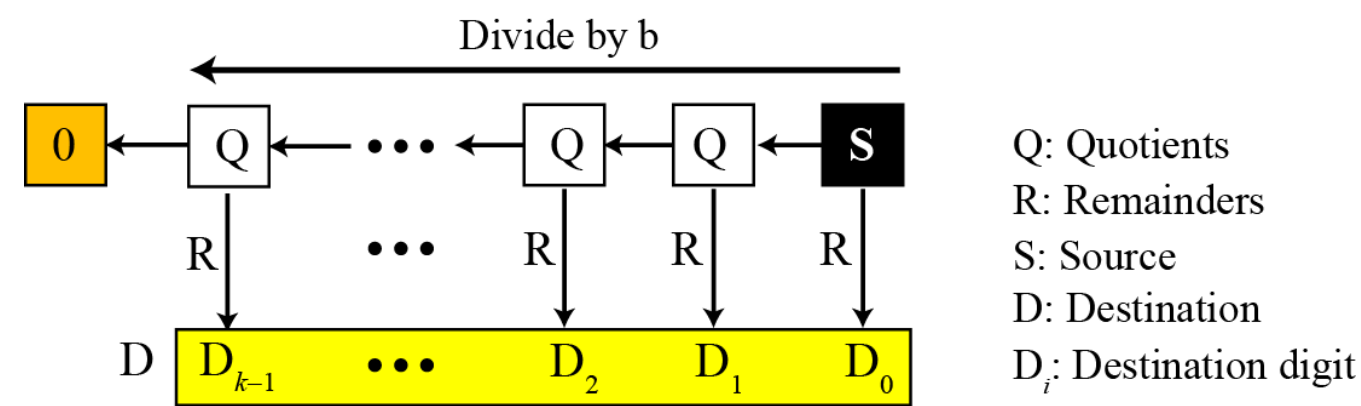 Divide by b
0 Q ••• Q Q S
Q: Quotients
R: Remainders
R ••• R R R
S: Source
D: Destination
D D_{k–1} ••• D_2 D_1 D_0
D_i: Destination digit